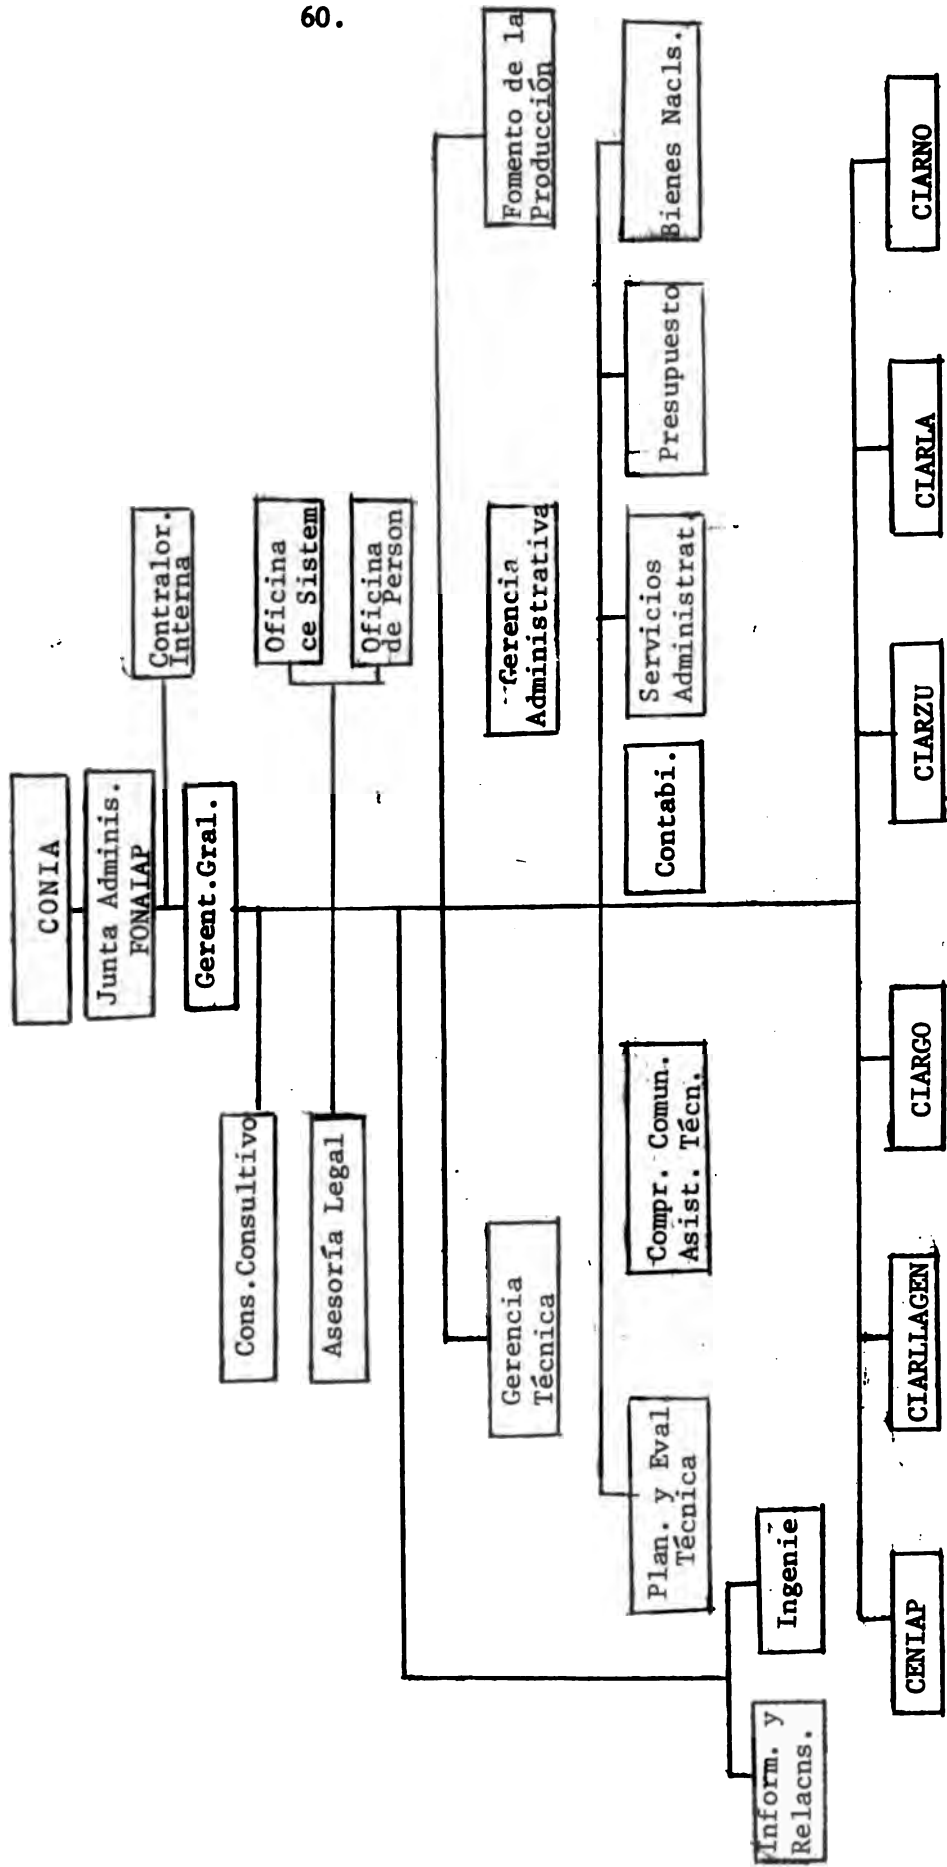 60.
CONIA
Junta Adminis.
FONAIAP
Contralor.
Interna
Gerent.Gral.
Cons.Consultivo
Oficina
ce Sistem
Asesoría Legal
Oficina
de Person
Gerencia
Técnica
Gerencia
Administrativa
Fomento de la
Producción
Plan. y Eval
Técnica
Compr. Comun.
Asist. Técn.
Contabi.
Servicios
Administrat.
Presupuesto
Bienes Nacls.
Inform. y
Relacns.
Ingenie
CENIAP
CIARLLAGEN
CIARGO
CIARZU
CIARLA
CIARNO